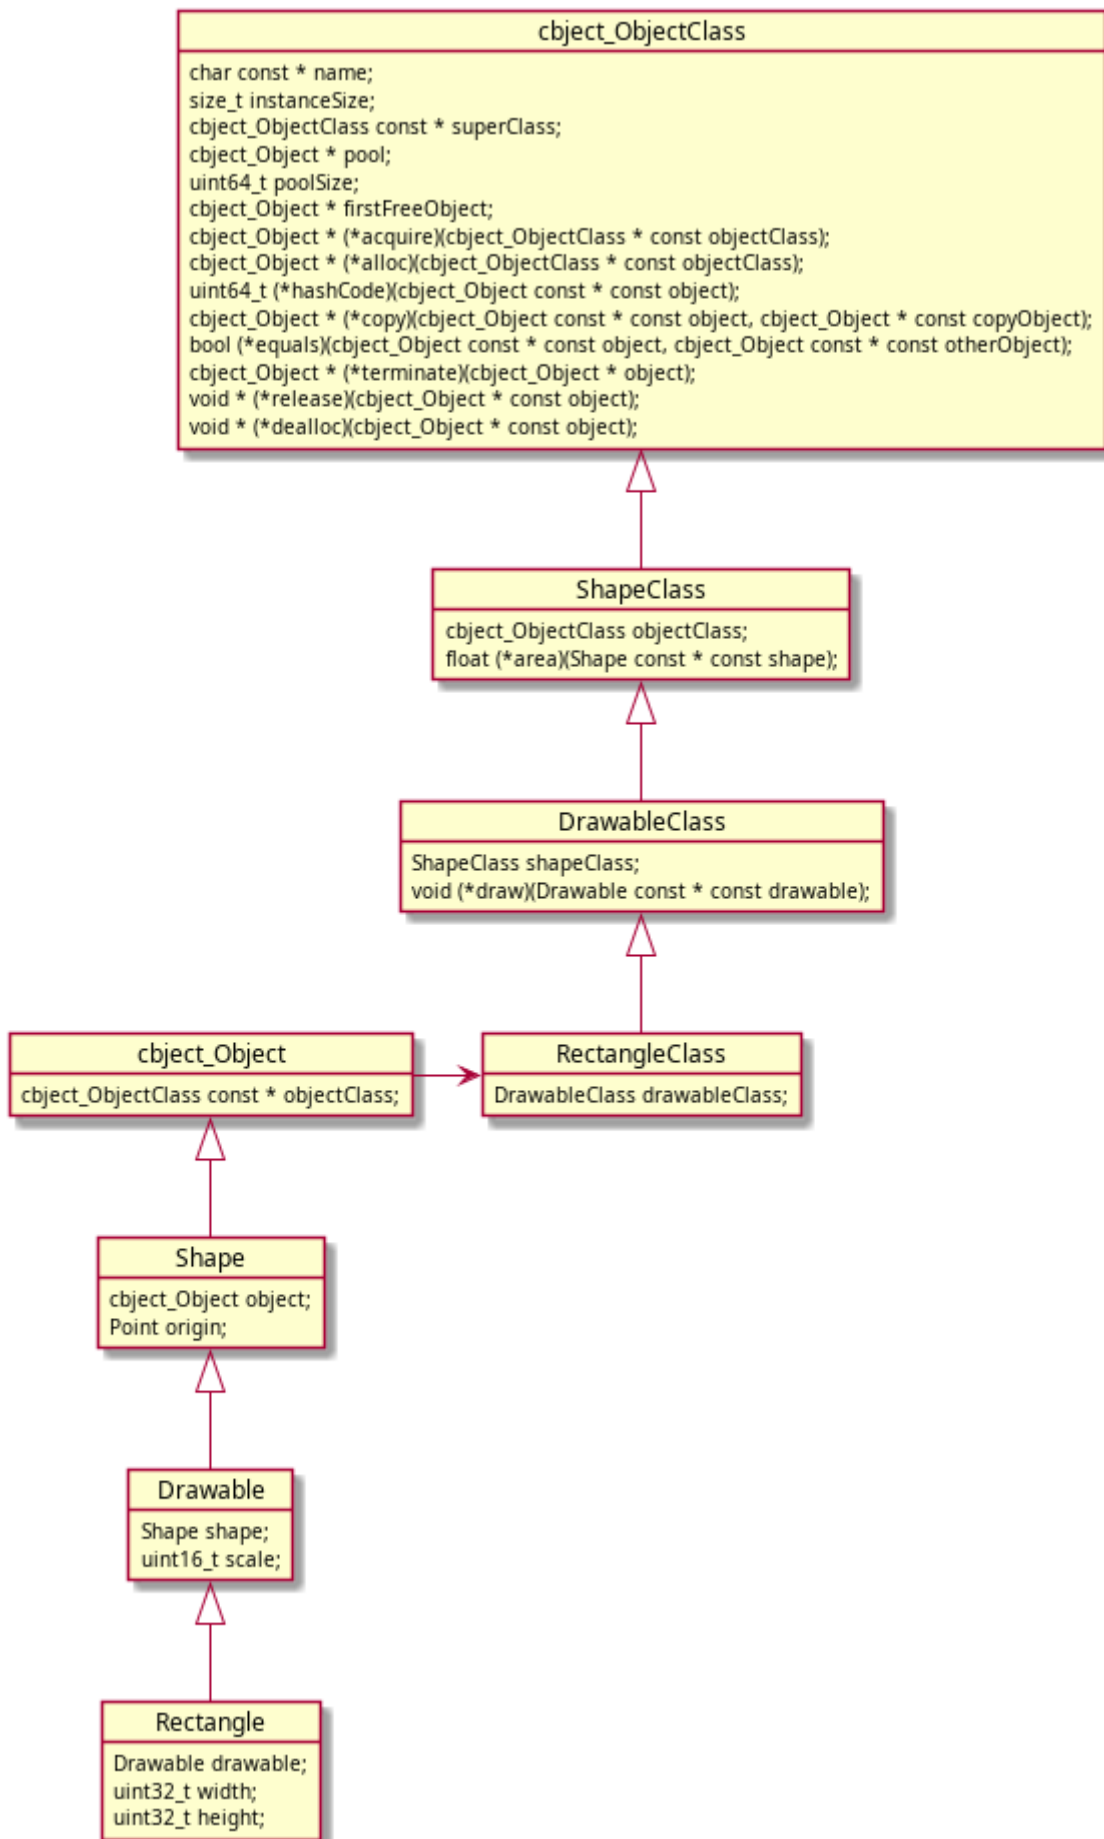 cbject_ObjectClass
char const * name;
size_t instanceSize;
cbject_ObjectClass const * superClass;
cbject_Object * pool;
uint64_t poolSize;
cbject_Object * firstFreeObject;
cbject_Object * (*acquire)(cbject_ObjectClass * const objectClass);
cbject_Object * (*alloc)(cbject_ObjectClass * const objectClass);
uint64_t (*hashCode)(cbject_Object const * const object);
cbject_Object * (*copy)(cbject_Object const * const object, cbject_Object * const copyObject);
bool (*equals)(cbject_Object const * const object, cbject_Object const * const otherObject);
cbject_Object * (*terminate)(cbject_Object * object);
void * (*release)(cbject_Object * const object);
void * (*dealloc)(cbject_Object * const object);
ShapeClass
cbject_ObjectClass objectClass;
float (*area)(Shape const * const shape);
DrawableClass
ShapeClass shapeClass;
void (*draw)(Drawable const * const drawable);
cbject_Object
cbject_ObjectClass const * objectClass;
RectangleClass
DrawableClass drawableClass;
Shape
cbject_Object object;
Point origin;
Drawable
Shape shape;
uint16_t scale;
Rectangle
Drawable drawable;
uint32_t width;
uint32_t height;